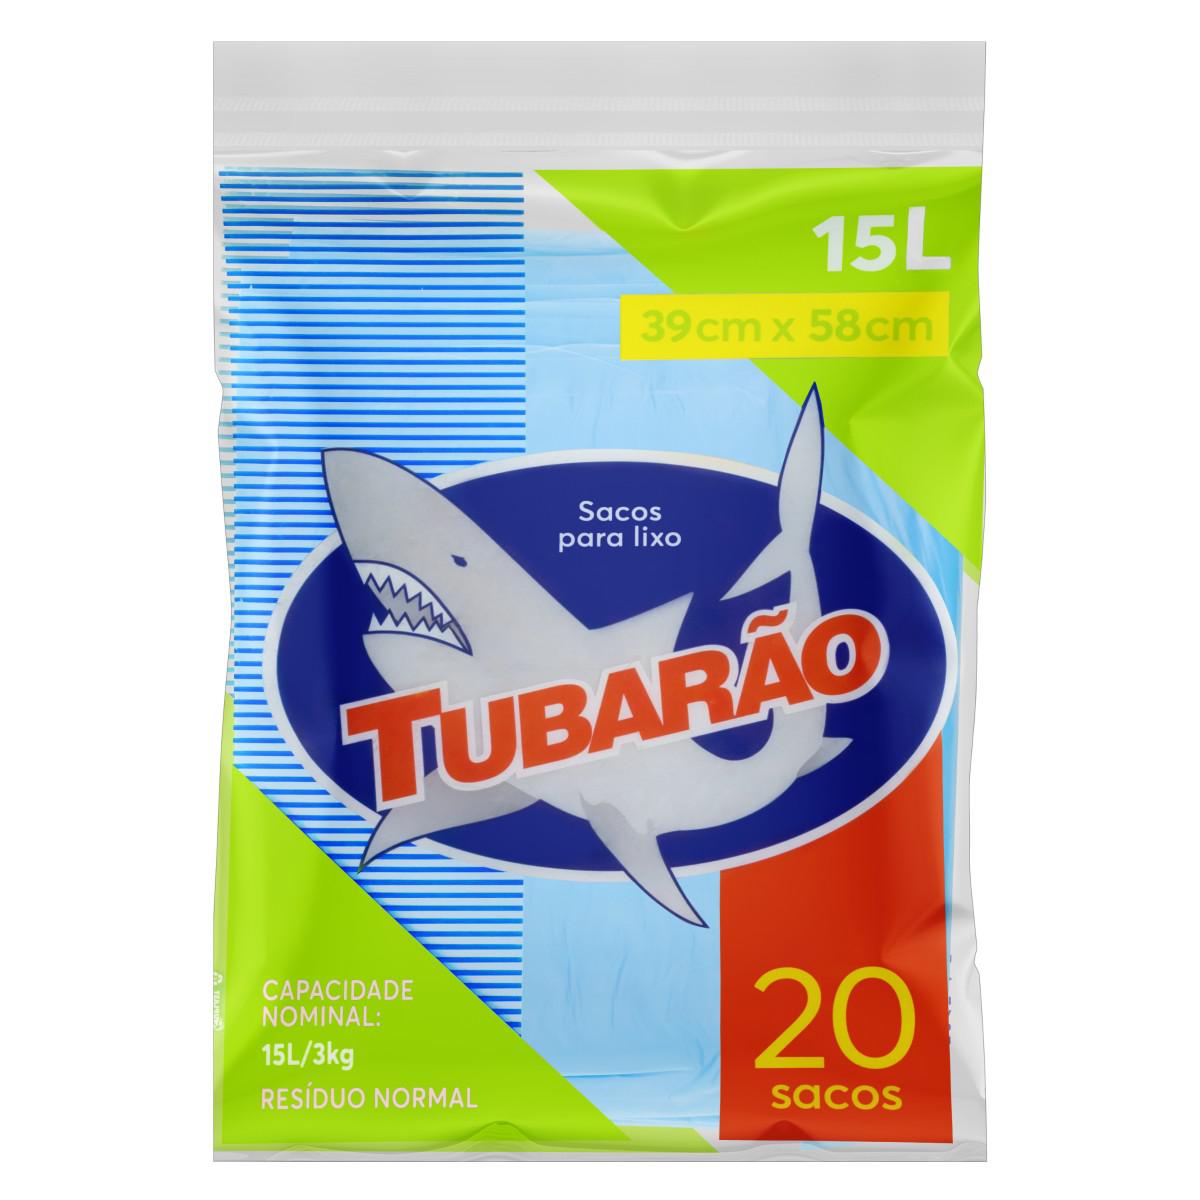 15L
39cm x 58cm
Sacos
para lixo
TUBARÃO
CAPACIDADE
NOMINAL:
15L/3kg
RESÍDUO NORMAL
20
sacos